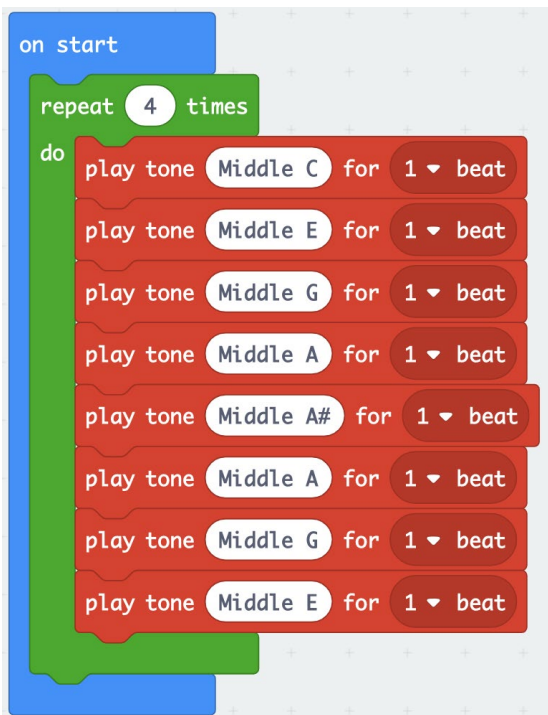 on start
repeat 4 times
do
play tone Middle C for 1 beat
play tone Middle E for 1 beat
play tone Middle G for 1 beat
play tone Middle A for 1 beat
play tone Middle A# for 1 beat
play tone Middle A for 1 beat
play tone Middle G for 1 beat
play tone Middle E for 1 beat